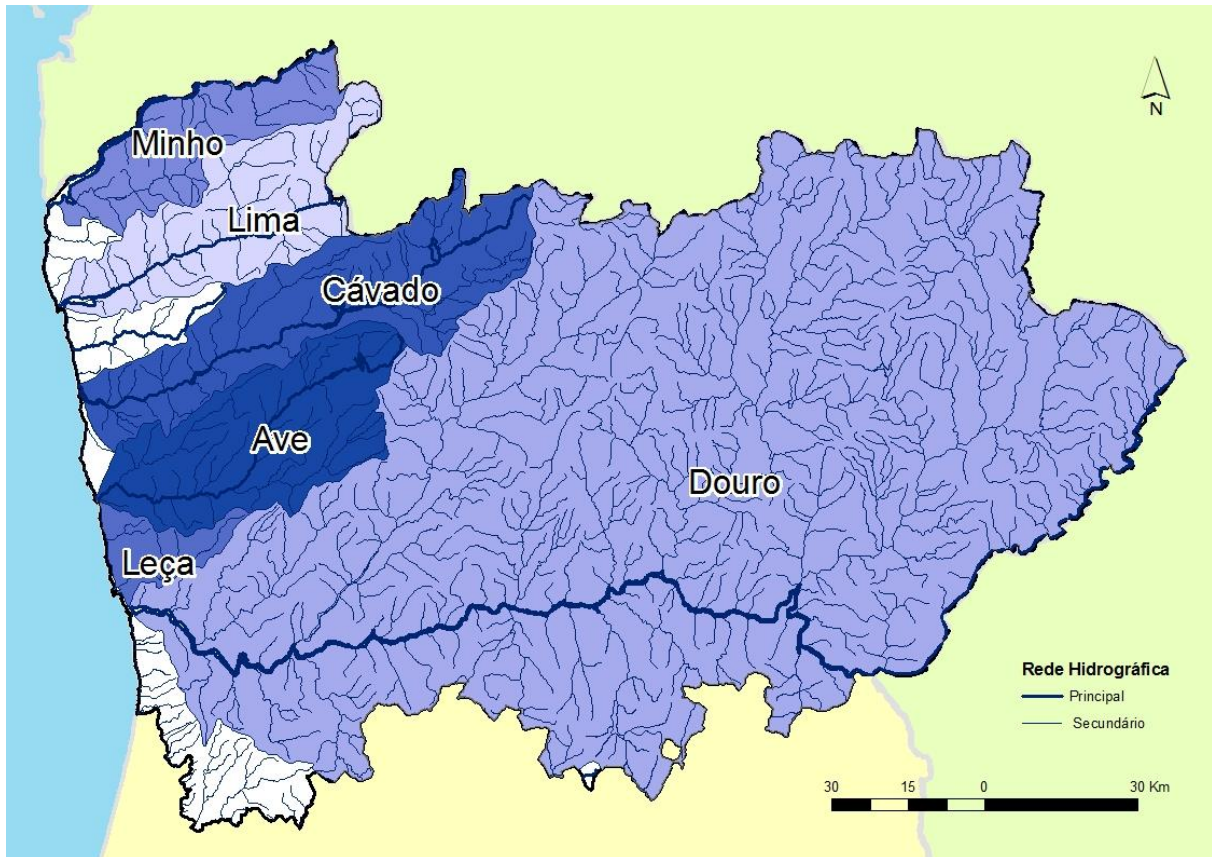 N
Minho
Lima
Cávado
Ave
Douro
Leça
Rede Hidrográfica
Principal
Secundário
30 15 0 30 Km